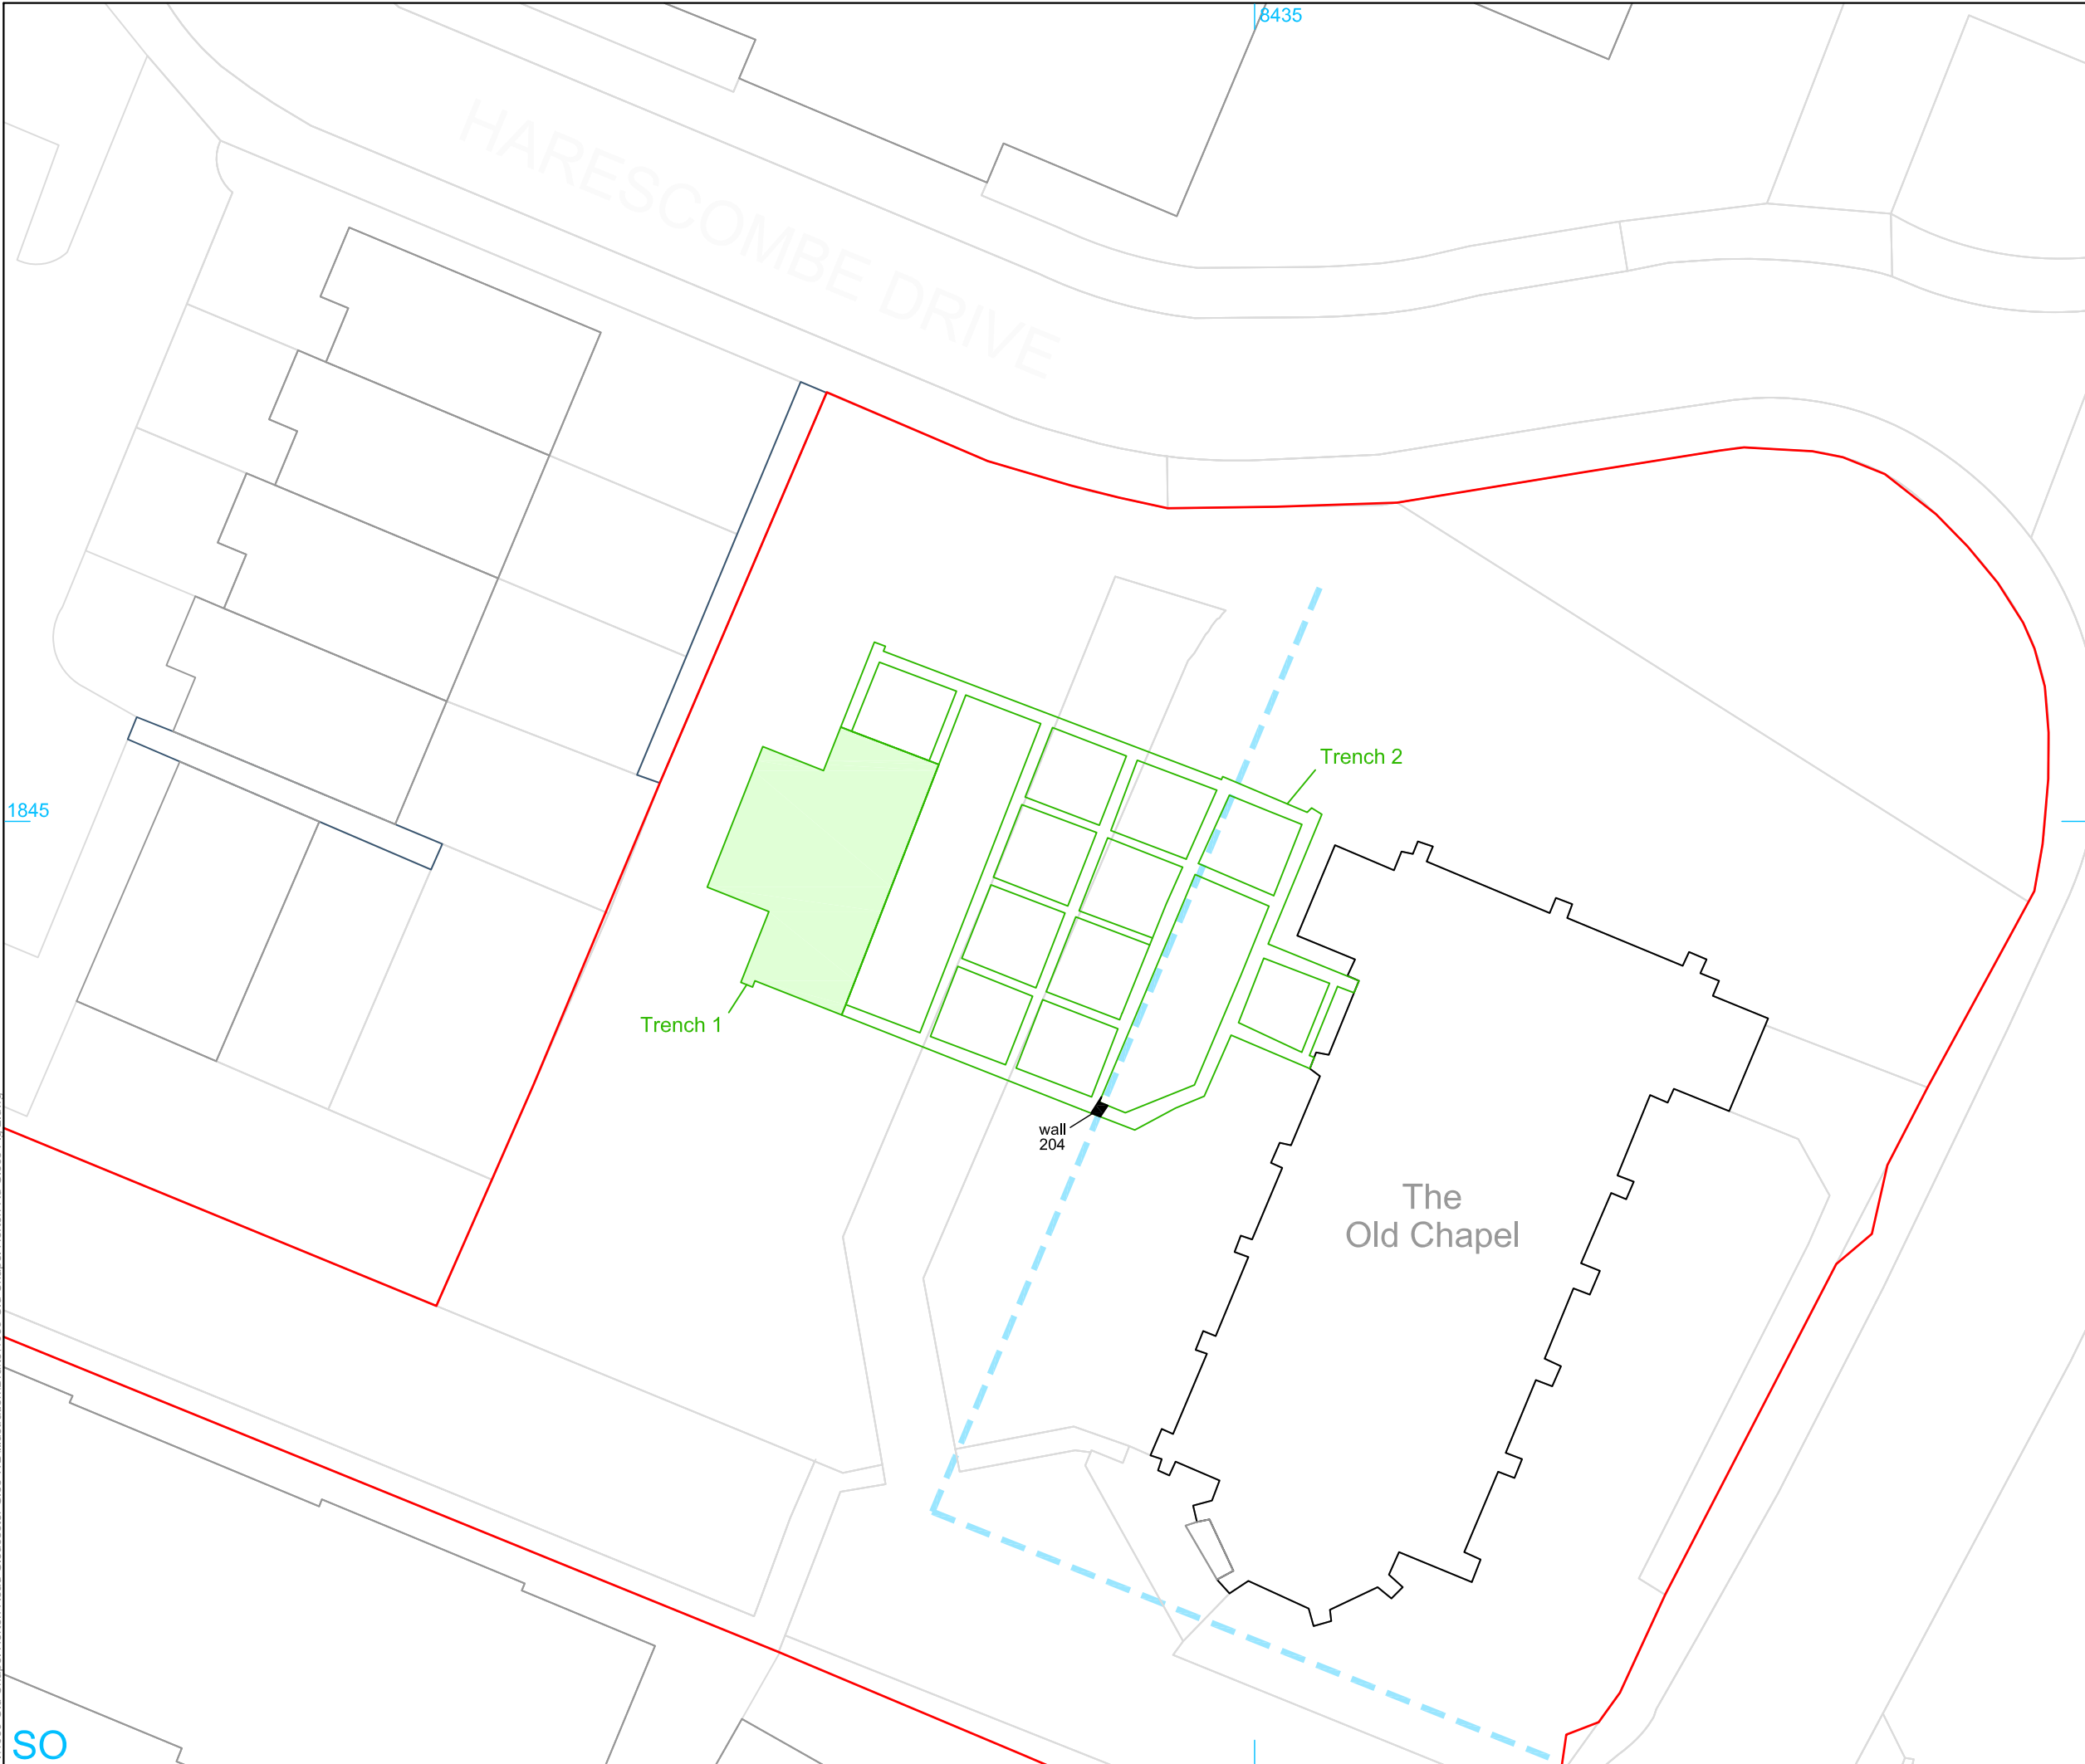 8435
HARESCOMBE DRIVE
Trench 2
1845
Trench 1
wall
204
The
Old Chapel
SO